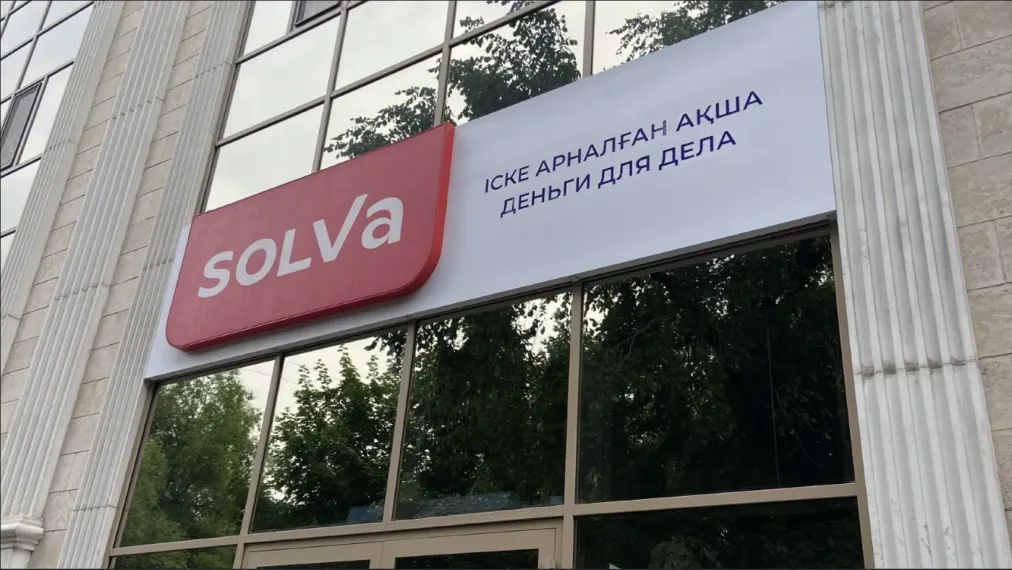 SOLVa
ІСКЕ АРНАЛҒАН АҚША
ДЕНЬГИ ДЛЯ ДЕЛА